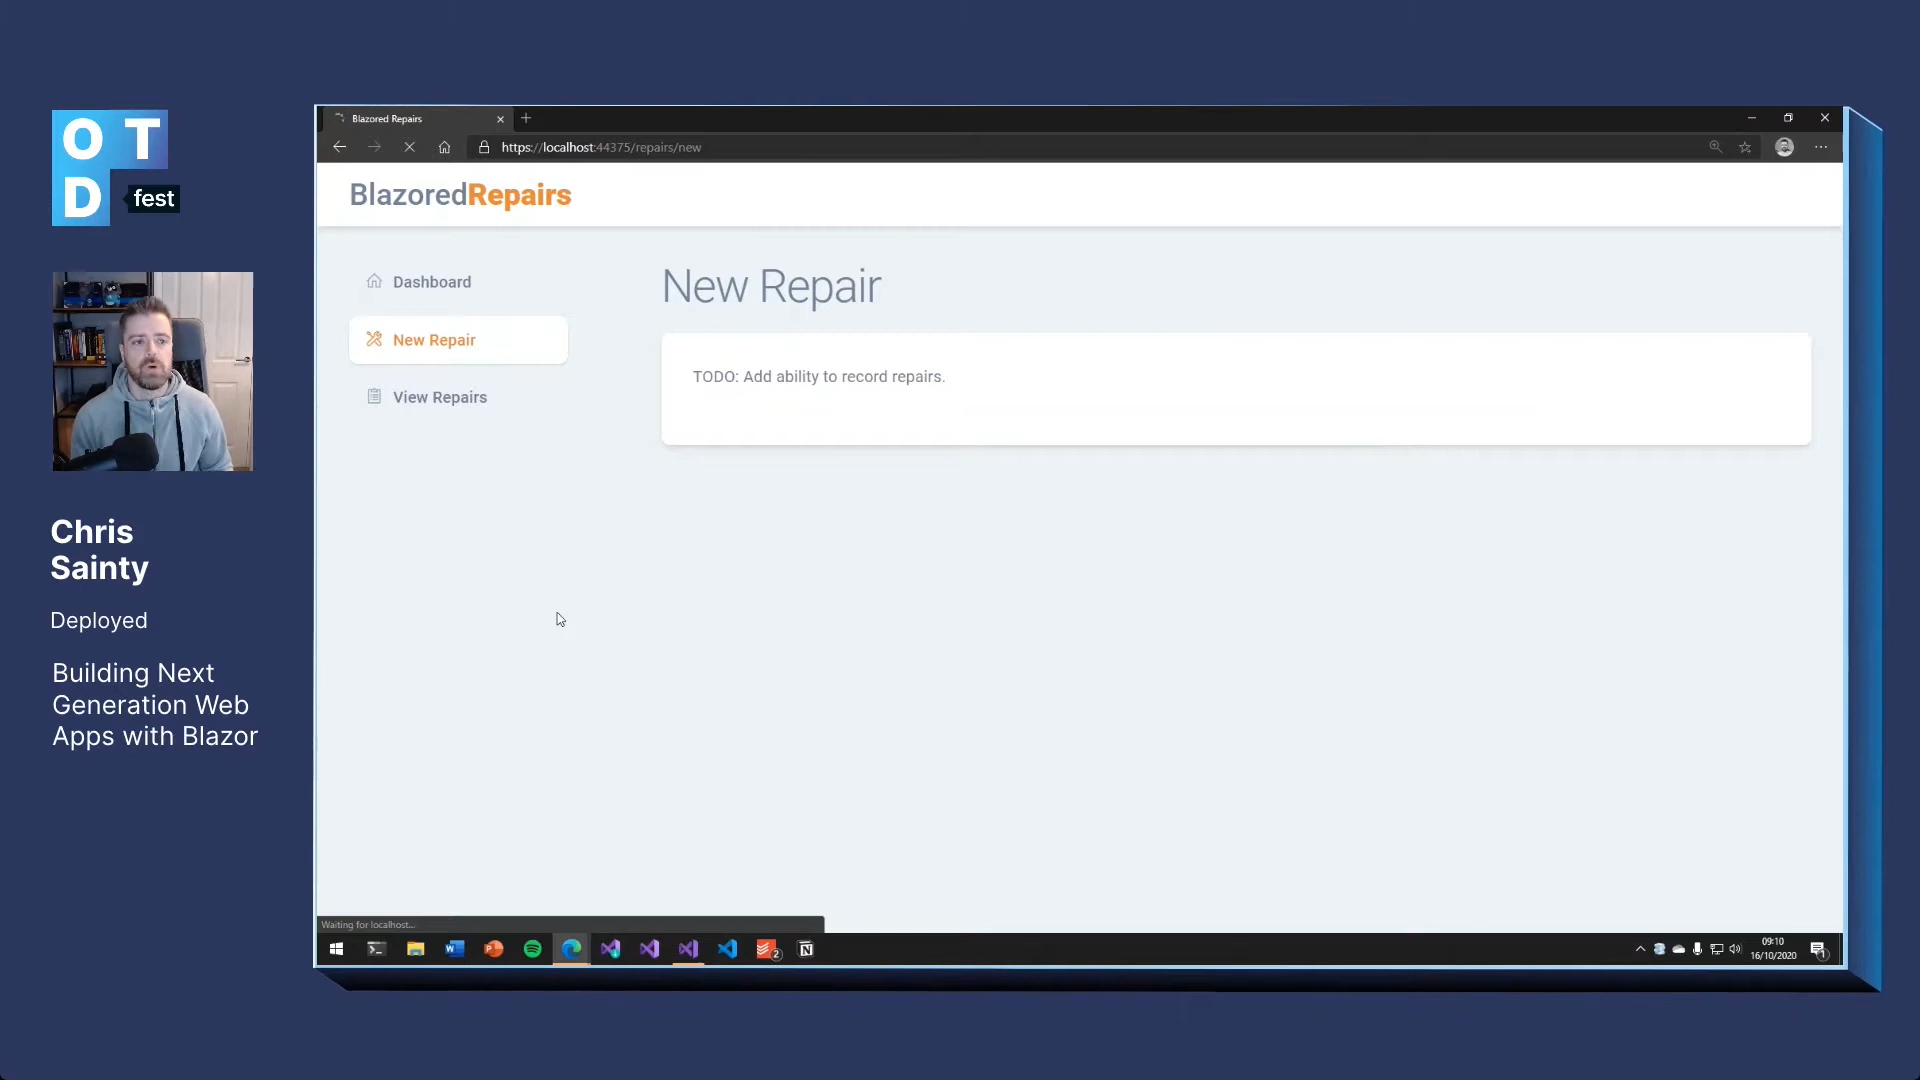 O T
D fest
Chris
Sainty
Deployed
Building Next
Generation Web
Apps with Blazor
Blazored Repairs
https://localhost:44375/repairs/new
BlazoredRepairs
Dashboard
New Repair
View Repairs
New Repair
TODO: Add ability to record repairs.
Waiting for localhost...
2
09:10
16/10/2020
1